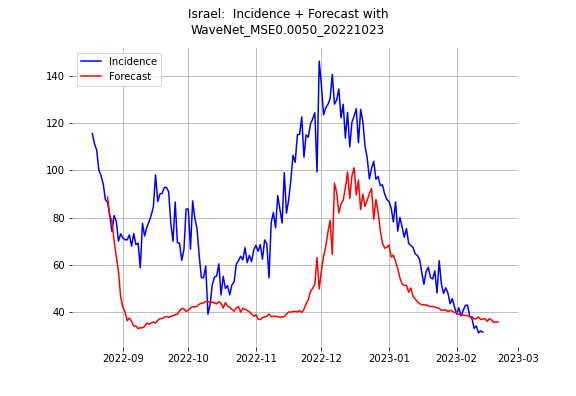 Israel:  Incidence + Forecast with
WaveNet_MSE0.0050_20221023
Incidence
Forecast
140
120
100
80
60
40
2022-09 2022-10 2022-11 2022-12 2023-01 2023-02 2023-03